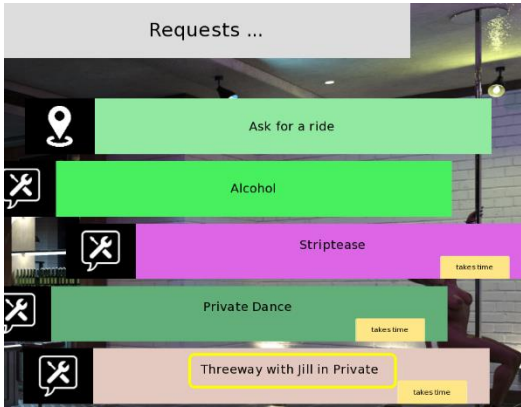 Requests ...
Ask for a ride
Alcohol
Striptease
takes time
Private Dance
takes time
Threeway with Jill in Private
takes time